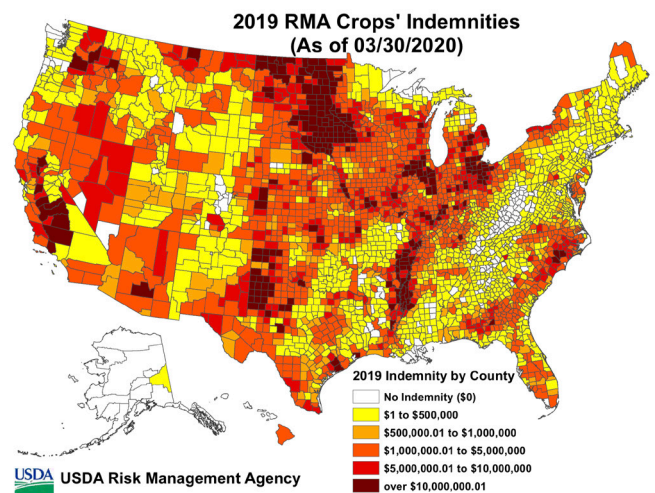 2019 RMA Crops' Indemnities
(As of 03/30/2020)
2019 Indemnity by County
No Indemnity ($0)
$1 to $500,000
$500,000.01 to $1,000,000
$1,000,000.01 to $5,000,000
$5,000,000.01 to $10,000,000
over $10,000,000.01
USDA USDA Risk Management Agency